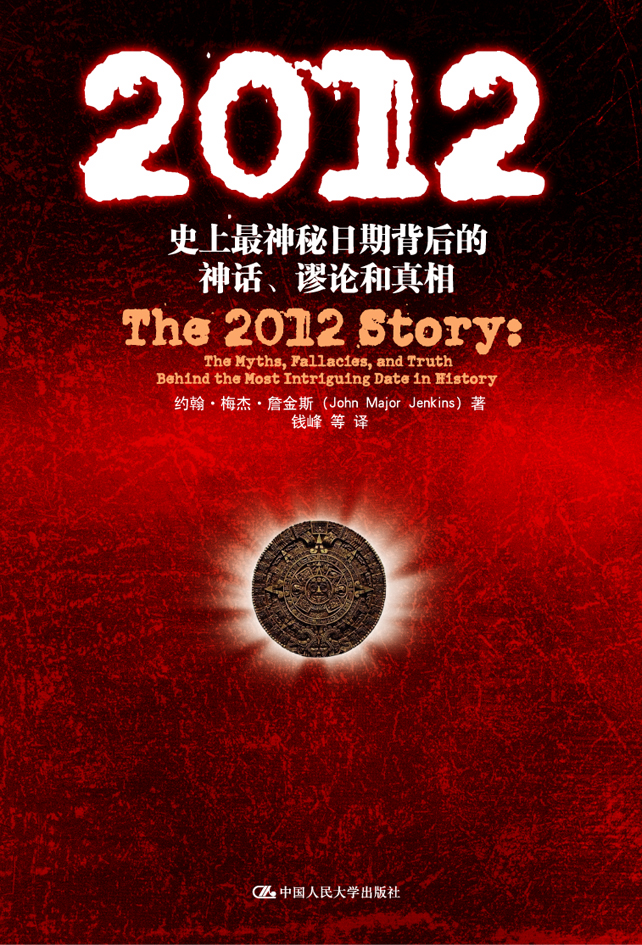 2012
史上最神秘日期背后的
神话、谬论和真相
The 2012 Story:
The Myths, Fallacies, and Truth
Behind the Most Intriguing Date in History
约翰·梅杰·詹金斯（John Major Jenkins）著
钱峰 等 译
中国人民大学出版社